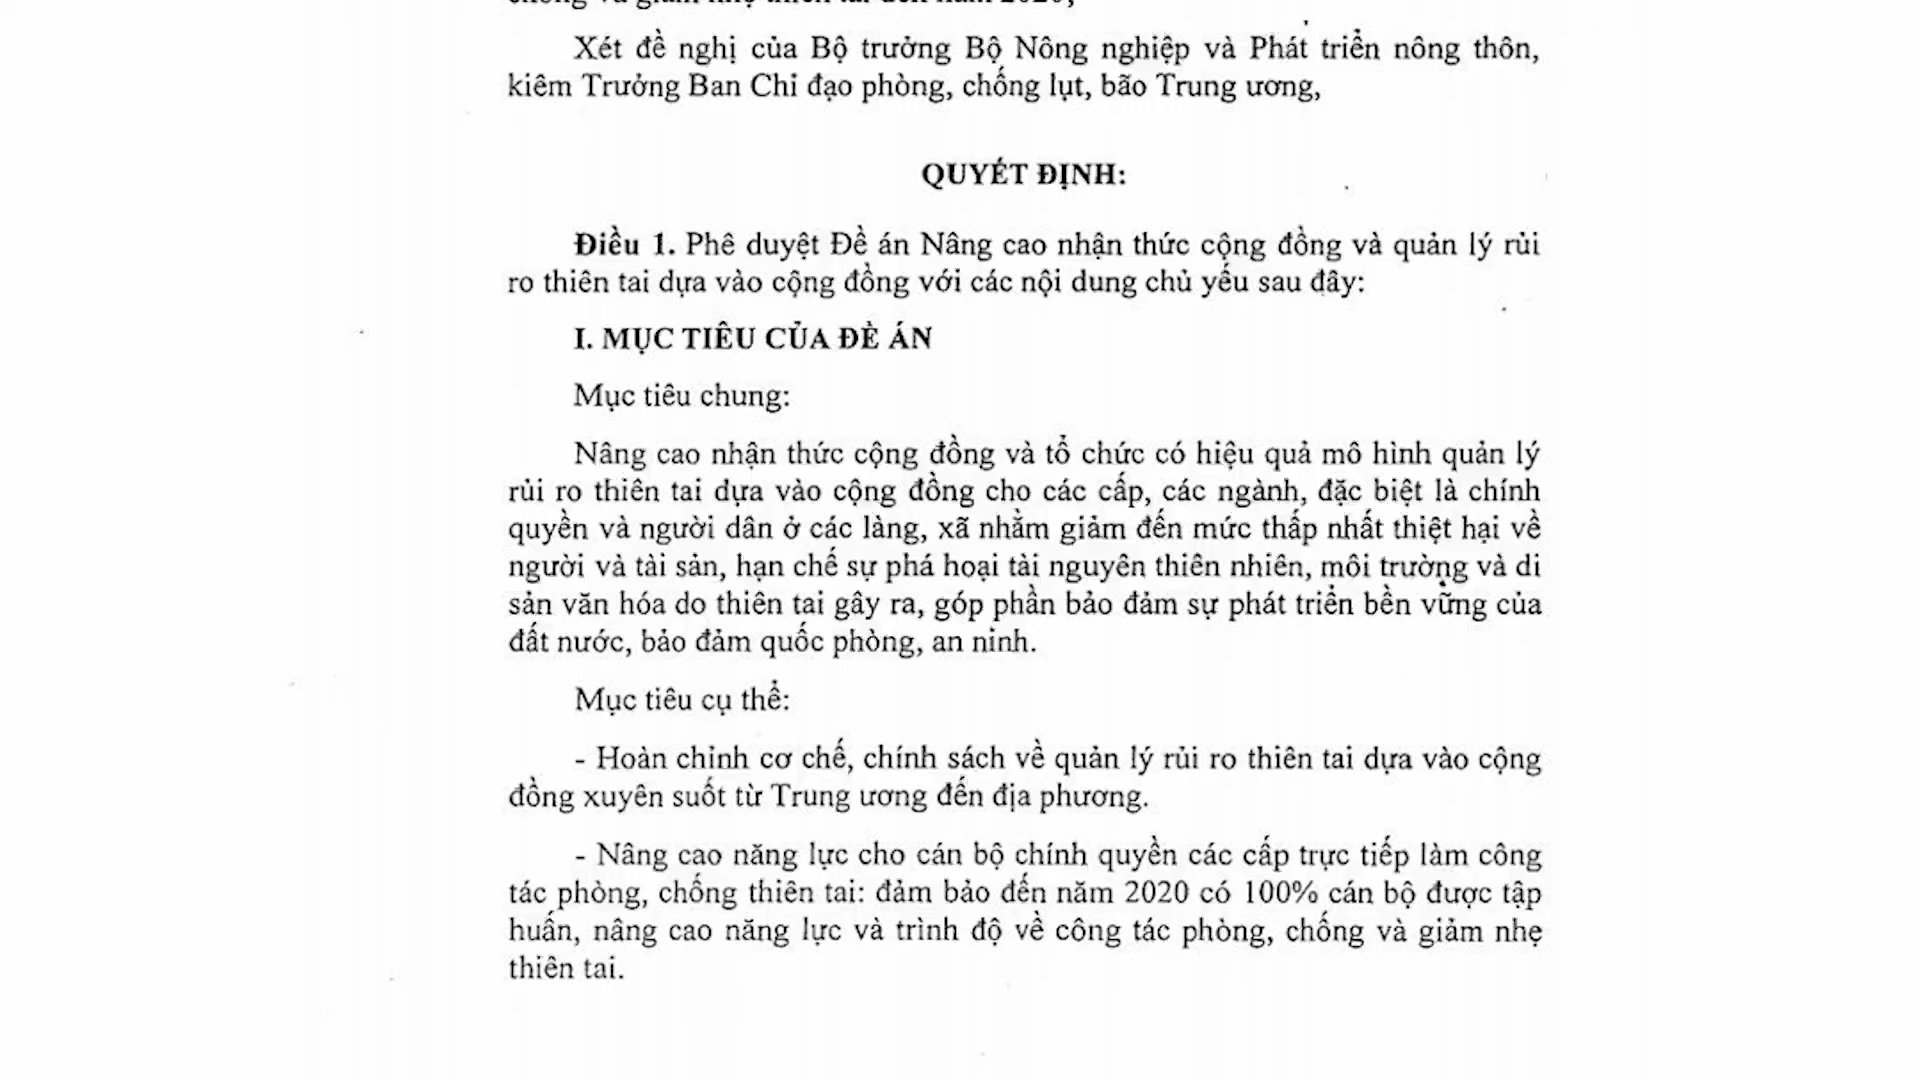 chống và giảm nhẹ thiên tai đến năm 2020;
Xét đề nghị của Bộ trưởng Bộ Nông nghiệp và Phát triển nông thôn,
kiêm Trưởng Ban Chỉ đạo phòng, chống lụt, bão Trung ương,
QUYẾT ĐỊNH:
Điều 1. Phê duyệt Đề án Nâng cao nhận thức cộng đồng và quản lý rủi
ro thiên tai dựa vào cộng đồng với các nội dung chủ yếu sau đây:
I. MỤC TIÊU CỦA ĐỀ ÁN
Mục tiêu chung:
Nâng cao nhận thức cộng đồng và tổ chức có hiệu quả mô hình quản lý
rủi ro thiên tai dựa vào cộng đồng cho các cấp, các ngành, đặc biệt là chính
quyền và người dân ở các làng, xã nhằm giảm đến mức thấp nhất thiệt hại về
người và tài sản, hạn chế sự phá hoại tài nguyên thiên nhiên, môi trường và di
sản văn hóa do thiên tai gây ra, góp phần bảo đảm sự phát triển bền vững của
đất nước, bảo đảm quốc phòng, an ninh.
Mục tiêu cụ thể:
- Hoàn chỉnh cơ chế, chính sách về quản lý rủi ro thiên tai dựa vào cộng
đồng xuyên suốt từ Trung ương đến địa phương.
- Nâng cao năng lực cho cán bộ chính quyền các cấp trực tiếp làm công
tác phòng, chống thiên tai: đảm bảo đến năm 2020 có 100% cán bộ được tập
huấn, nâng cao năng lực và trình độ về công tác phòng, chống và giảm nhẹ
thiên tai.